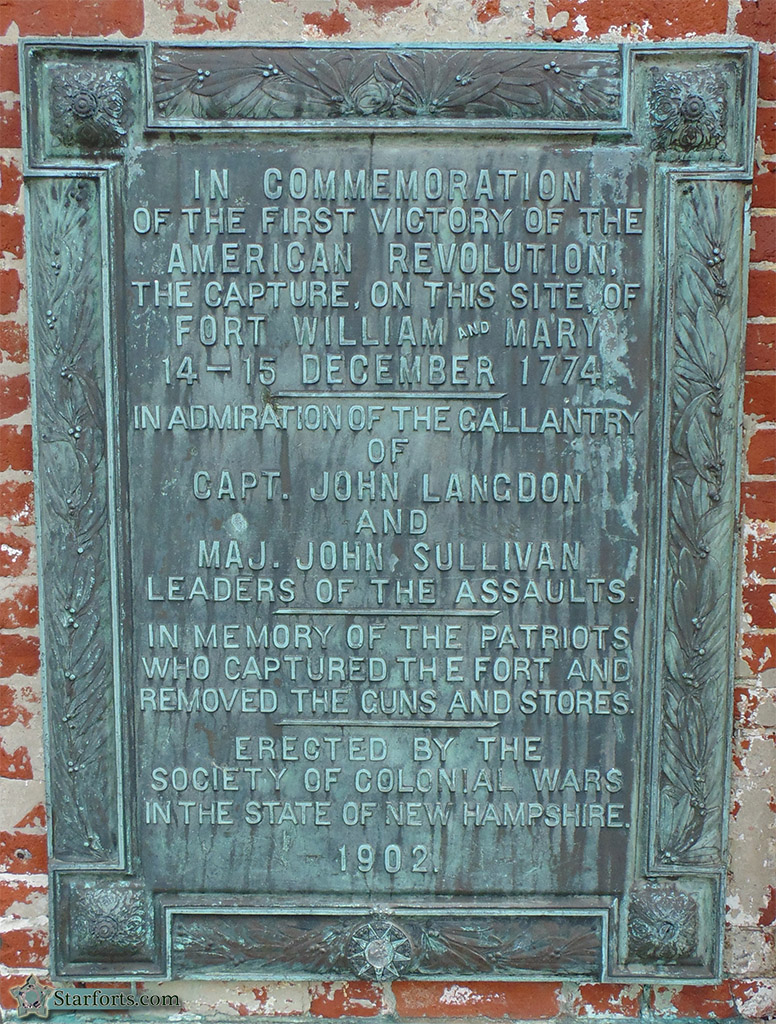 IN COMMEMORATION
OF THE FIRST VICTORY OF THE
AMERICAN REVOLUTION,
THE CAPTURE, ON THIS SITE, OF
FORT WILLIAM AND MARY
14-15 DECEMBER 1774.
IN ADMIRATION OF THE GALLANTRY
OF
CAPT. JOHN LANGDON
AND
MAJ. JOHN SULLIVAN
LEADERS OF THE ASSAULTS.
IN MEMORY OF THE PATRIOTS
WHO CAPTURED THE FORT AND
REMOVED THE GUNS AND STORES.
ERECTED BY THE
SOCIETY OF COLONIAL WARS
IN THE STATE OF NEW HAMPSHIRE.
1902.
Starforts.com